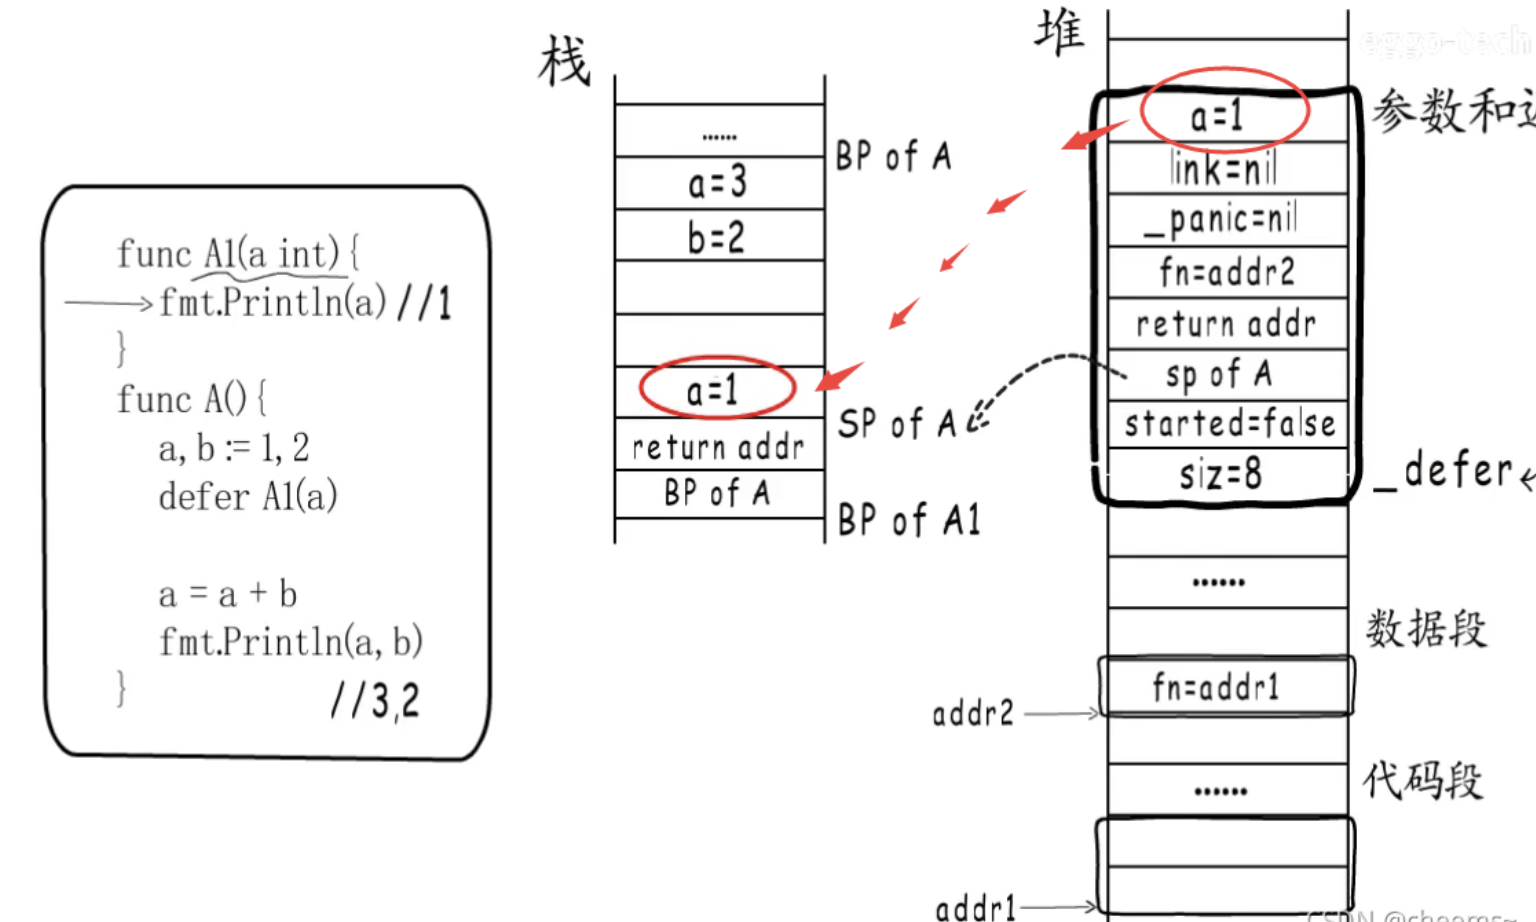 func A1(a int){
fmt.Println(a) //1
}
func A(){
a, b := 1, 2
defer A1(a)
a = a + b
fmt.Println(a, b)
}
//3,2
栈
......
a=3
b=2
a=1
return addr
BP of A
BP of A
SP of A
BP of A1
堆
eggo-tech
a=1
link=nil
_panic=nil
fn=addr2
return addr
sp of A
started=false
siz=8
参数和
_defer
......
数据段
fn=addr1
addr2
代码段
......
addr1